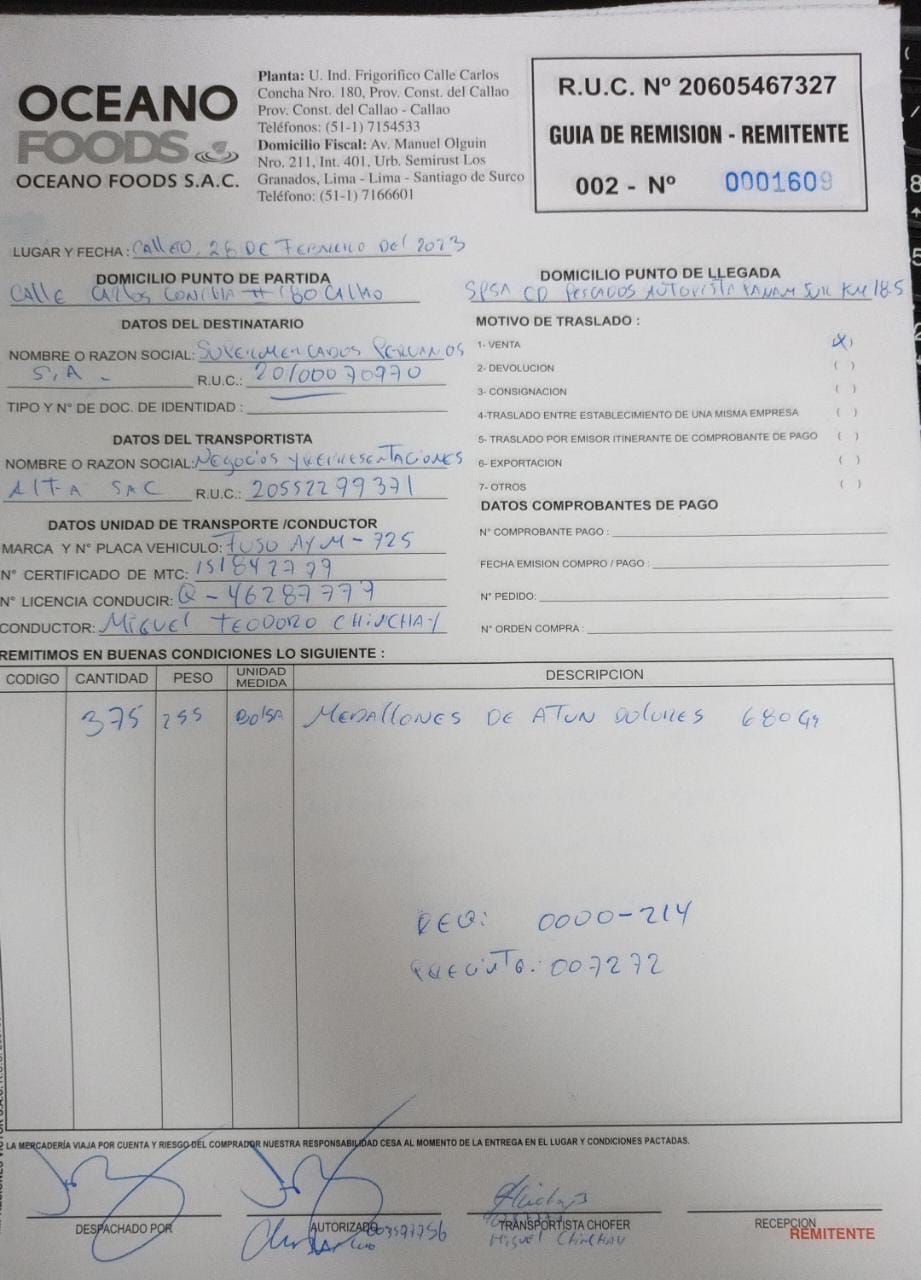 OCEANO
FOODS
OCEANO FOODS S.A.C.
Planta: U. Ind. Frigorifico Calle Carlos
Concha Nro. 180, Prov. Const. del Callao
Prov. Const. del Callao - Callao
Teléfonos: (51-1) 7154533
Domicilio Fiscal: Av. Manuel Olguin
Nro. 211, Int. 401, Urb. Semirust Los
Granados, Lima - Lima - Santiago de Surco
Teléfono: (51-1) 7166601
R.U.C. Nº 20605467327
GUIA DE REMISION - REMITENTE
002 - Nº 0001609
LUGAR Y FECHA : Callao, 28 DE Febrero Del 2023
DOMICILIO PUNTO DE PARTIDA
Calle Carlos Concha # 180 Callao
DOMICILIO PUNTO DE LLEGADA
SPSA CD Pescados Autopista Panam Sur KM 18.5
DATOS DEL DESTINATARIO
NOMBRE O RAZON SOCIAL: Supermercados Peruanos
S.A - R.U.C.: 20100070970
TIPO Y Nº DE DOC. DE IDENTIDAD :
MOTIVO DE TRASLADO :
1- VENTA (X)
2- DEVOLUCION ( )
3- CONSIGNACION ( )
4-TRASLADO ENTRE ESTABLECIMIENTO DE UNA MISMA EMPRESA ( )
5- TRASLADO POR EMISOR ITINERANTE DE COMPROBANTE DE PAGO ( )
6- EXPORTACION ( )
7- OTROS ( )
DATOS DEL TRANSPORTISTA
NOMBRE O RAZON SOCIAL: Negocios y Representaciones
AlTA SAC R.U.C.: 20552299371
DATOS UNIDAD DE TRANSPORTE /CONDUCTOR
MARCA Y Nº PLACA VEHICULO: FUSO AYM-725
Nº CERTIFICADO DE MTC: 151842779
Nº LICENCIA CONDUCIR: Q-46287777
CONDUCTOR: Miguel TEODORO CHINCHAY
DATOS COMPROBANTES DE PAGO
Nº COMPROBANTE PAGO :
FECHA EMISION COMPRO / PAGO :
Nº PEDIDO:
Nº ORDEN COMPRA :
REMITIMOS EN BUENAS CONDICIONES LO SIGUIENTE :
CODIGO CANTIDAD PESO UNIDAD MEDIDA DESCRIPCION
375 255 Bolsa MEDALLONES DE ATUN DOLORES 680 Gs
REQ: 0000-214
PRECINTO: 007272
LA MERCADERÍA VIAJA POR CUENTA Y RIESGO DEL COMPRADOR NUESTRA RESPONSABILIDAD CESA AL MOMENTO DE LA ENTREGA EN EL LUGAR Y CONDICIONES PACTADAS.
DESPACHADO POR
AUTORIZADO
TRANSPORTISTA CHOFER
Miguel Chinchay
RECEPCION
REMITENTE